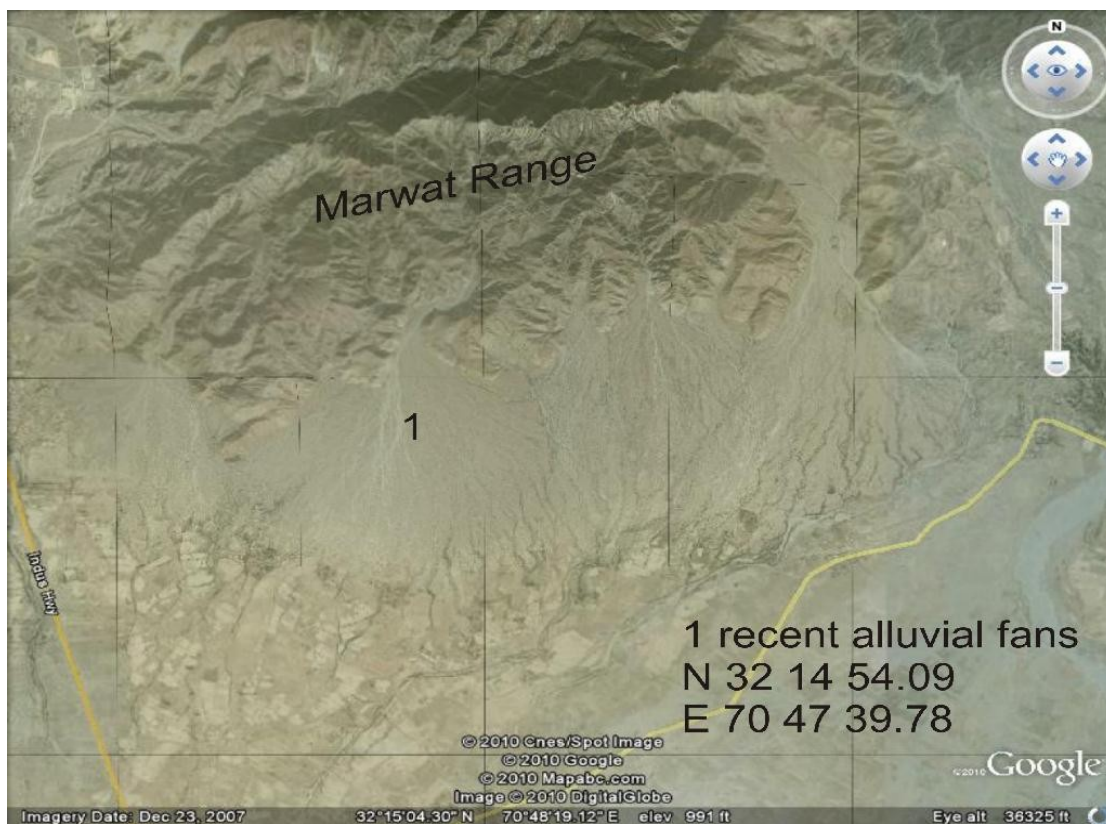 N
Marwat Range
1
Indus Hwy
1 recent alluvial fans
N 32 14 54.09
E 70 47 39.78
© 2010 Cnes/Spot Image
© 2010 Google
© 2010 Mapabc.com
Image © 2010 DigitalGlobe
©2010 Google
Imagery Date: Dec 23, 2007 32°15'04.30" N 70°48'19.12" E elev 991 ft Eye alt 36325 ft